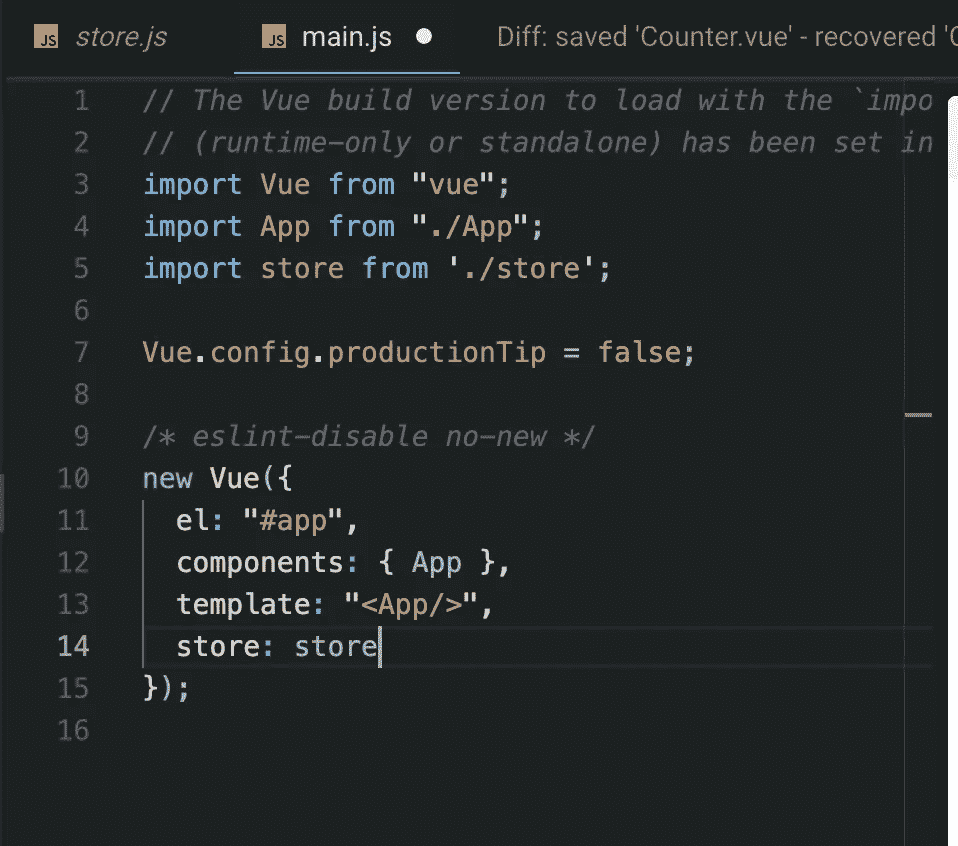 JS store.js JS main.js Diff: saved 'Counter.vue' - recovered
1 // The Vue build version to load with the `impo
2 // (runtime-only or standalone) has been set in
3 import Vue from "vue";
4 import App from "./App";
5 import store from './store';
6
7 Vue.config.productionTip = false;
8
9 /* eslint-disable no-new */
10 new Vue({
11 el: "#app",
12 components: { App },
13 template: "<App/>",
14 store: store
15 });
16